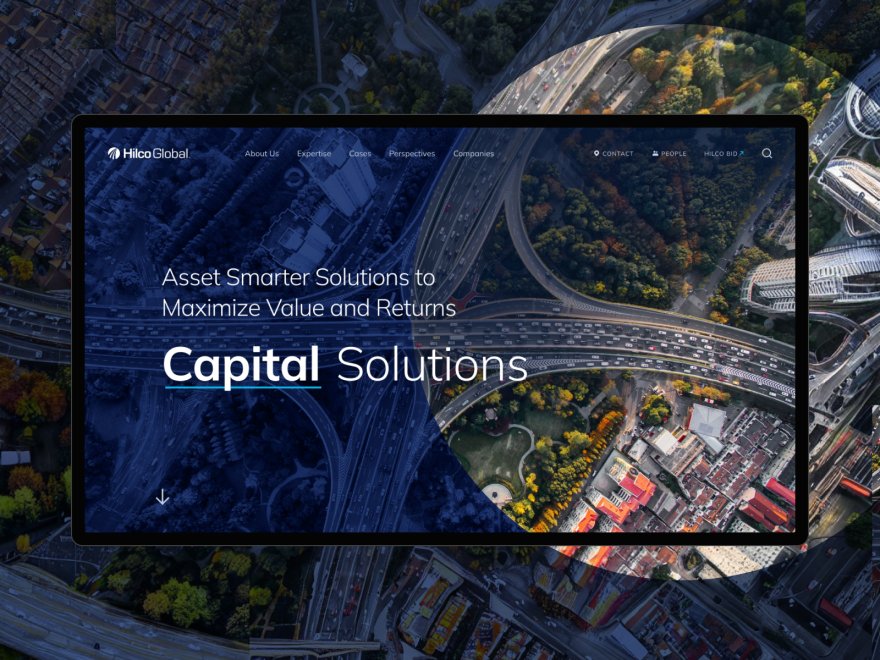 Hilco Global
About Us Expertise Cases Perspectives Companies
CONTACT PEOPLE HILCO BID
Asset Smarter Solutions to
Maximize Value and Returns
Capital Solutions